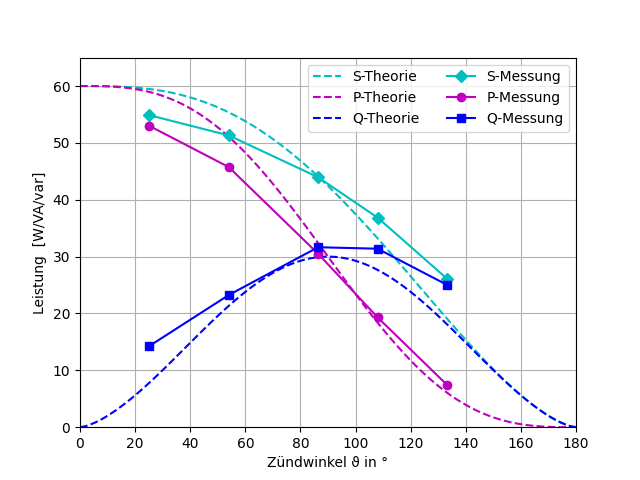 S-Theorie S-Messung
P-Theorie P-Messung
Q-Theorie Q-Messung
Leistung [W/VA/var]
60
50
40
30
20
10
0
0 20 40 60 80 100 120 140 160 180
Zündwinkel ϑ in °